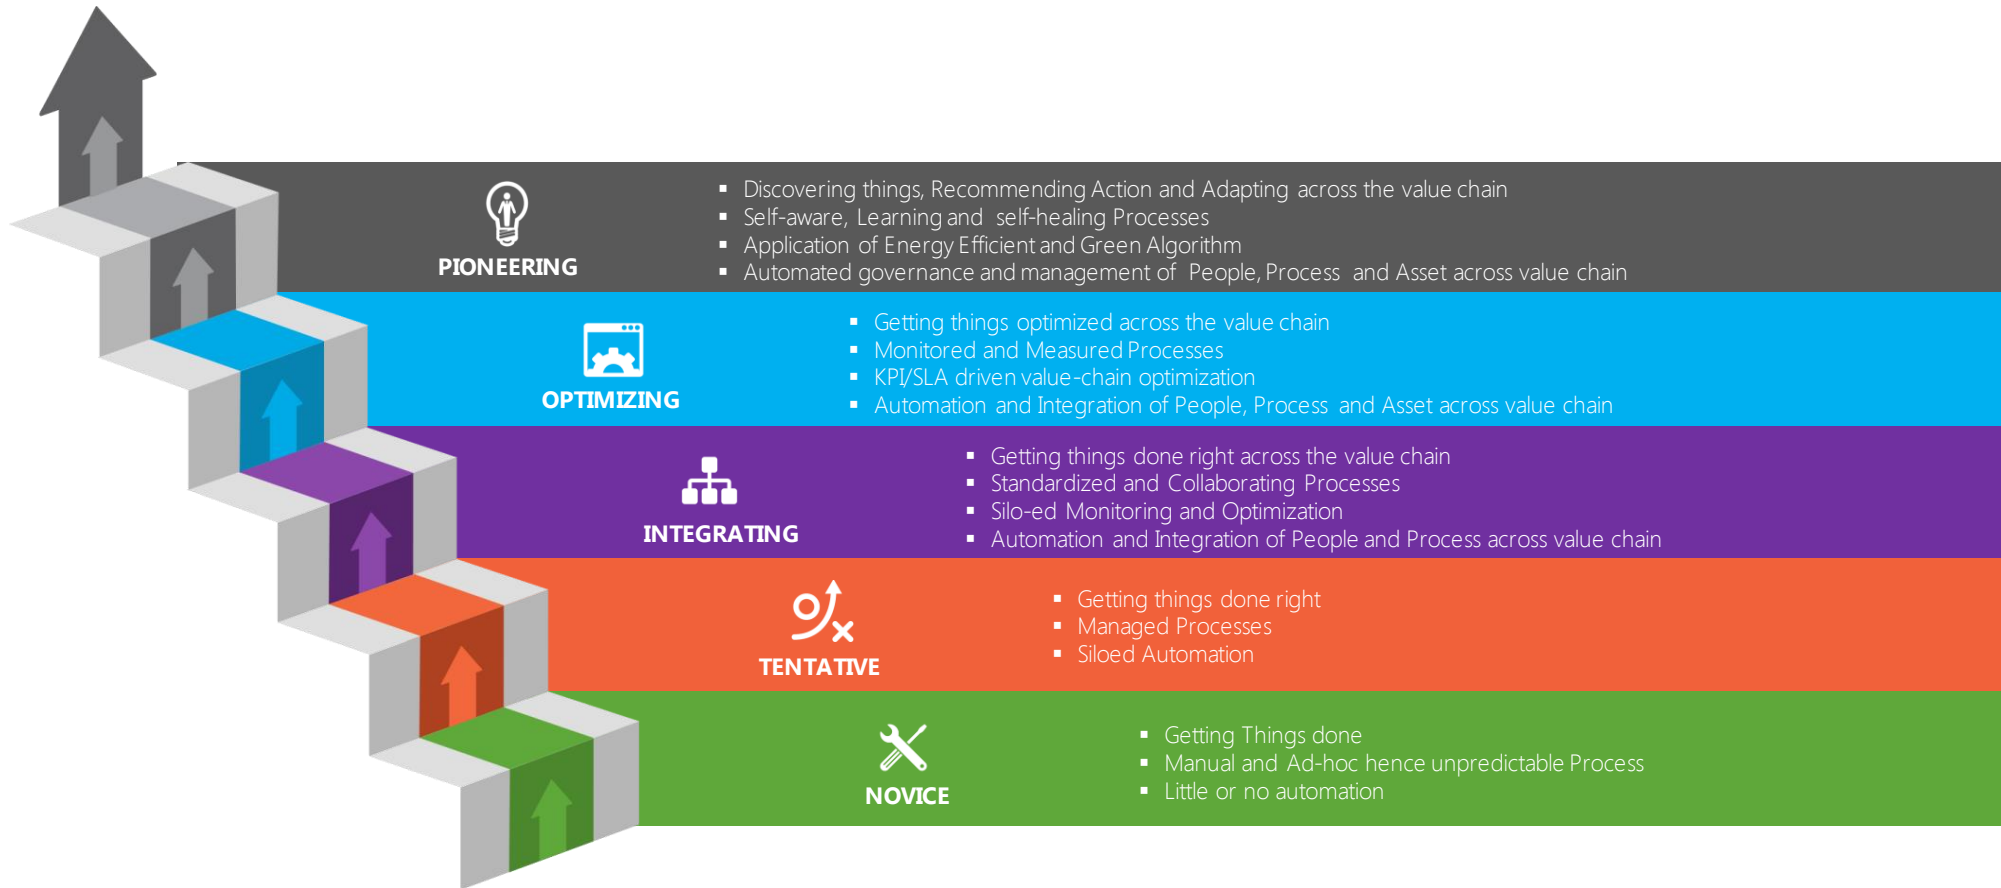 ▪ Discovering things, Recommending Action and Adapting across the value chain
▪ Self-aware, Learning and self-healing Processes
▪ Application of Energy Efficient and Green Algorithm
▪ Automated governance and management of People, Process and Asset across value chain
PIONEERING
▪ Getting things optimized across the value chain
▪ Monitored and Measured Processes
▪ KPI/SLA driven value-chain optimization
▪ Automation and Integration of People, Process and Asset across value chain
OPTIMIZING
▪ Getting things done right across the value chain
▪ Standardized and Collaborating Processes
▪ Silo-ed Monitoring and Optimization
▪ Automation and Integration of People and Process across value chain
INTEGRATING
▪ Getting things done right
▪ Managed Processes
▪ Siloed Automation
TENTATIVE
▪ Getting Things done
▪ Manual and Ad-hoc hence unpredictable Process
▪ Little or no automation
NOVICE